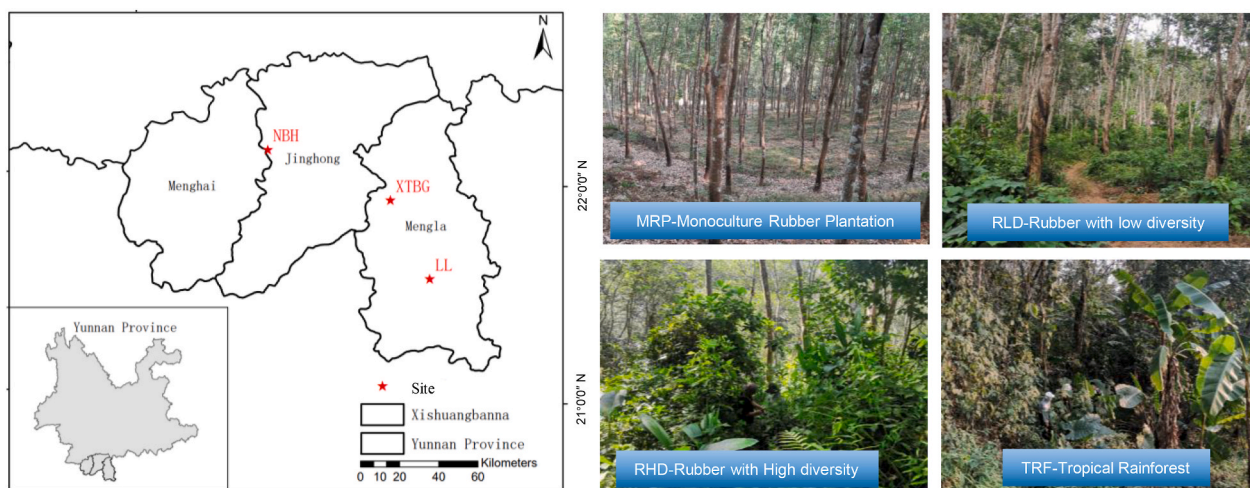 N
NBH
Jinghong
Menghai
XTBG
Mengla
LL
Yunnan Province
Site
Xishuangbanna
Yunnan Province
Kilometers
0 10 20 40 60
22°0'0" N
21°0'0" N
MRP-Monoculture Rubber Plantation
RLD-Rubber with low diversity
RHD-Rubber with High diversity
TRF-Tropical Rainforest